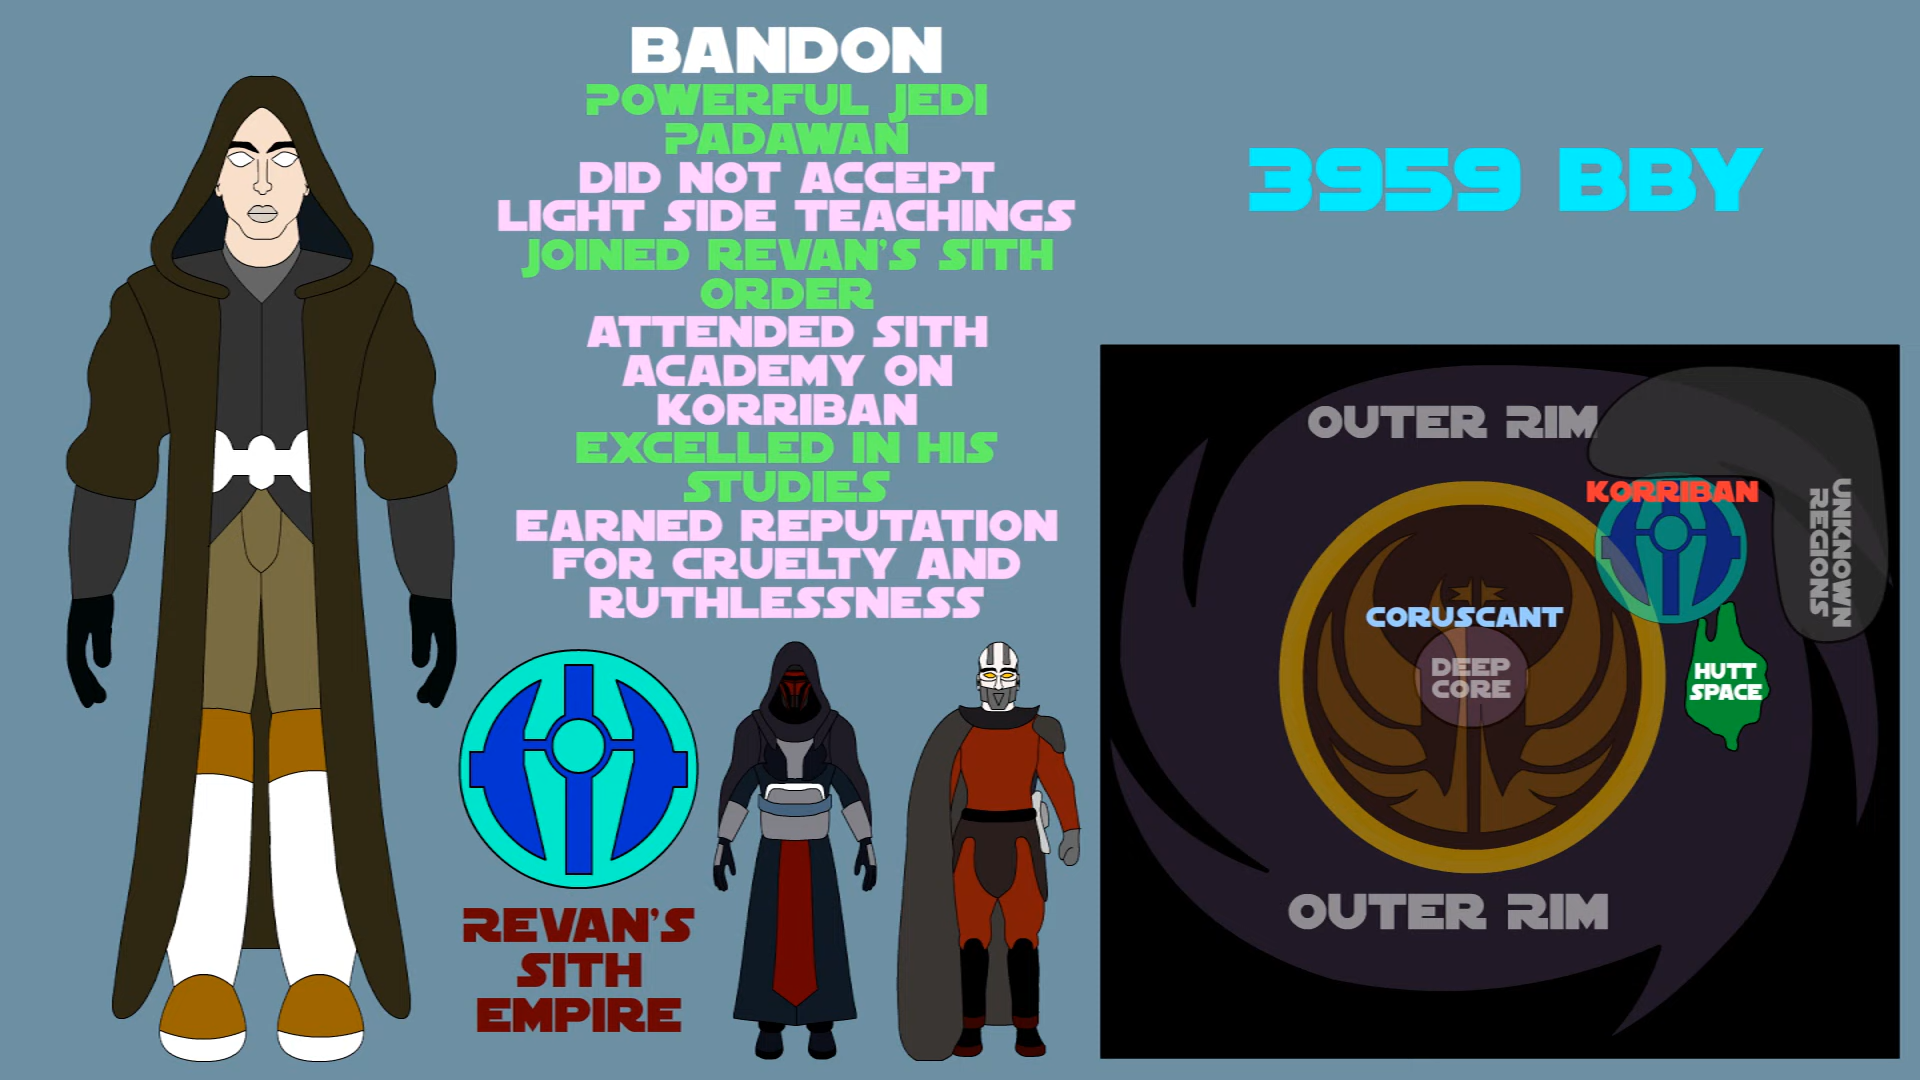 BANDON
POWERFUL JEDI
PADAWAN
DID NOT ACCEPT
LIGHT SIDE TEACHINGS
JOINED REVAN'S SITH
ORDER
ATTENDED SITH
ACADEMY ON
KORRIBAN
EXCELLED IN HIS
STUDIES
EARNED REPUTATION
FOR CRUELTY AND
RUTHLESSNESS
REVAN'S
SITH
EMPIRE
3959 BBY
OUTER RIM
KORRIBAN
UNKNOWN
REGIONS
CORUSCANT
DEEP
CORE
HUTT
SPACE
OUTER RIM